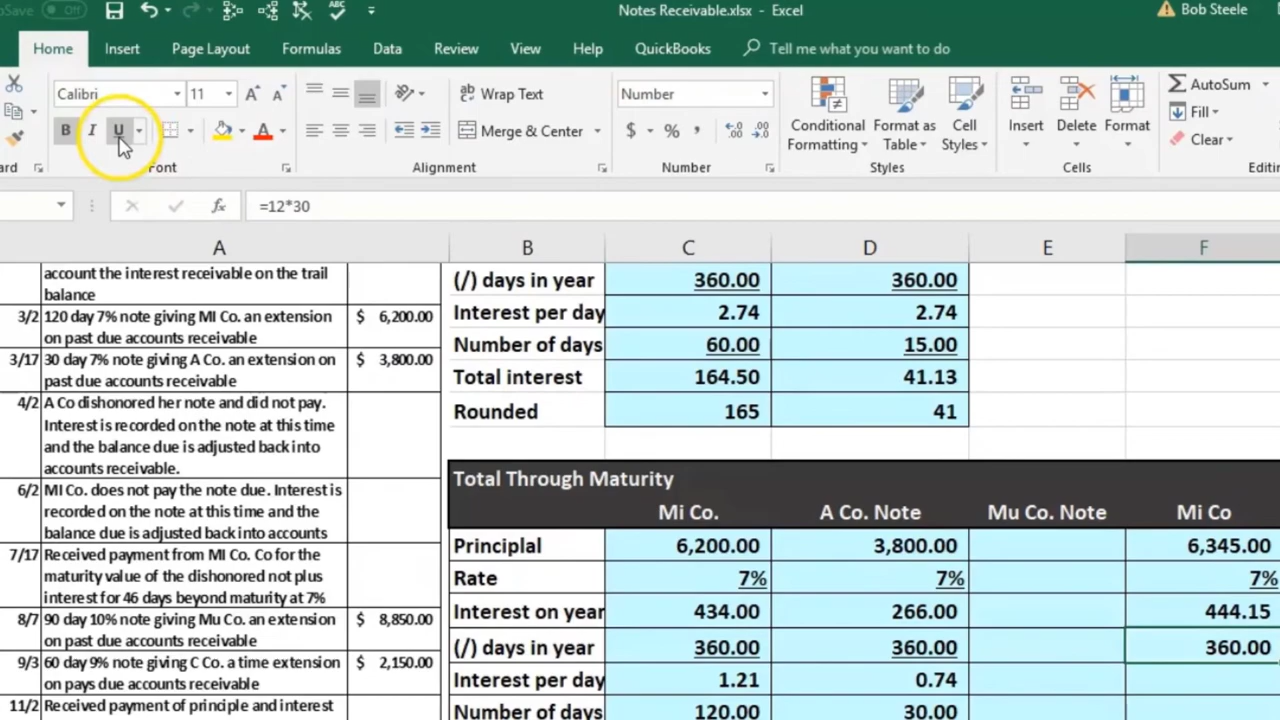 Save Off
ABC
Notes Receivable.xlsx - Excel
Bob Steele
Home Insert Page Layout Formulas Data Review View Help QuickBooks Tell me what you want to do
Calibri 11 A A
ab Wrap Text
Number
AutoSum
Fill
Clear
B I U A
Merge & Center
$ % , .00 .00
Conditional Formatting
Format as Table
Cell Styles
Insert
Delete
Format
ard
Font
Alignment
Number
Styles
Cells
Editin
fx =12*30
A B C D E F
account the interest receivable on the trail
balance
3/2 120 day 7% note giving MI Co. an extension $ 6,200.00
on past due accounts receivable
3/17 30 day 7% note giving A Co. an extension on $ 3,800.00
past due accounts receivable
4/2 A Co dishonored her note and did not pay.
Interest is recorded on the note at this time
and the balance due is adjusted back into
accounts receivable.
6/2 MI Co. does not pay the note due. Interest is
recorded on the note at this time and the
balance due is adjusted back into accounts
7/17 Received payment from MI Co. Co for the
maturity value of the dishonored not plus
interest for 46 days beyond maturity at 7%
8/7 90 day 10% note giving Mu Co. an extension $ 8,850.00
on past due accounts receivable
9/3 60 day 9% note giving C Co. a time extension $ 2,150.00
on pays due accounts receivable
11/2 Received payment of principle and interest
(/) days in year 360.00 360.00
Interest per day 2.74 2.74
Number of days 60.00 15.00
Total interest 164.50 41.13
Rounded 165 41
Total Through Maturity
Mi Co. A Co. Note Mu Co. Note Mi Co
Principlal 6,200.00 3,800.00 6,345.00
Rate 7% 7% 7%
Interest on year 434.00 266.00 444.15
(/) days in year 360.00 360.00 360.00
Interest per day 1.21 0.74
Number of days 120.00 30.00